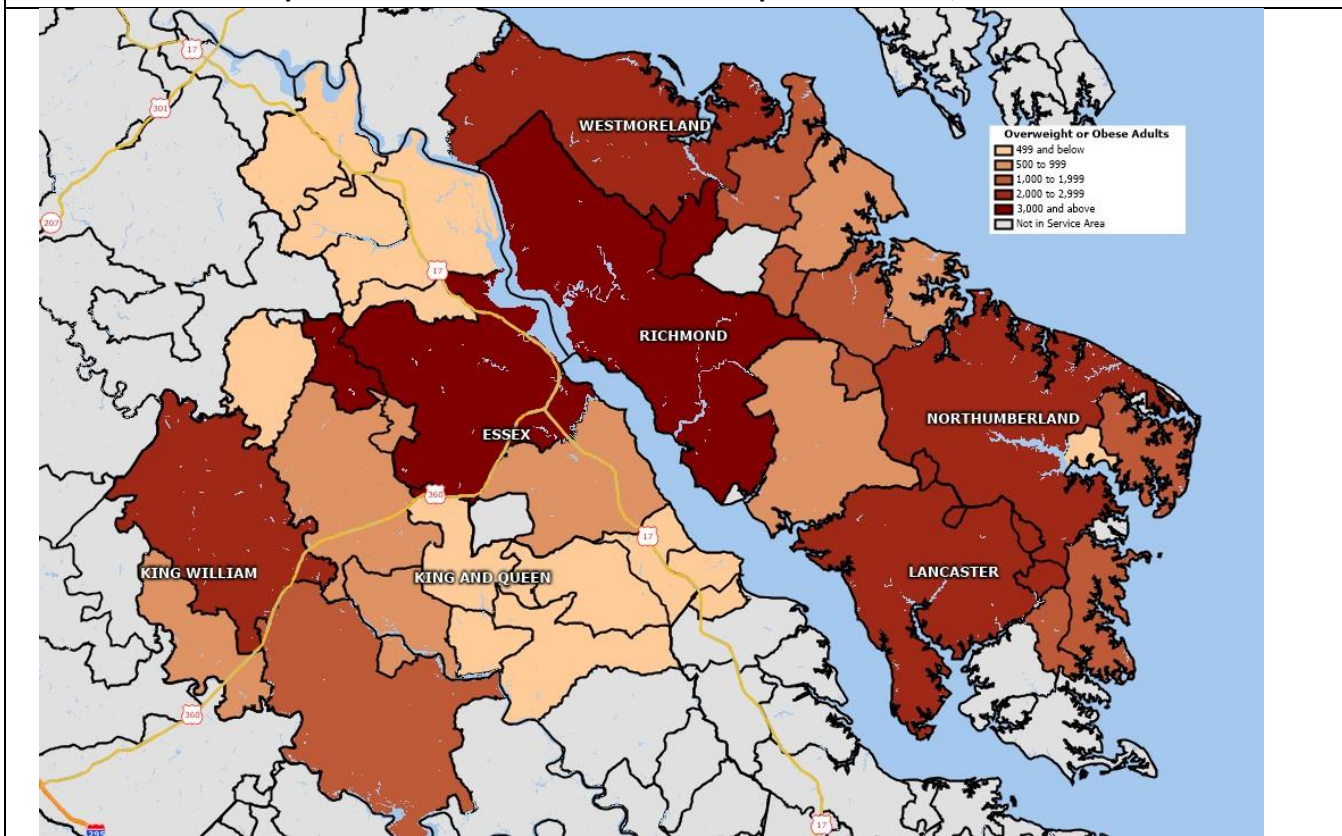 17
301
WESTMORELAND
Overweight or Obese Adults
499 and below
500 to 999
1,000 to 1,999
2,000 to 2,999
3,000 and above
Not in Service Area
207
17
RICHMOND
NORTHUMBERLAND
ESSEX
360
17
KING WILLIAM
KING AND QUEEN
LANCASTER
360
17
295